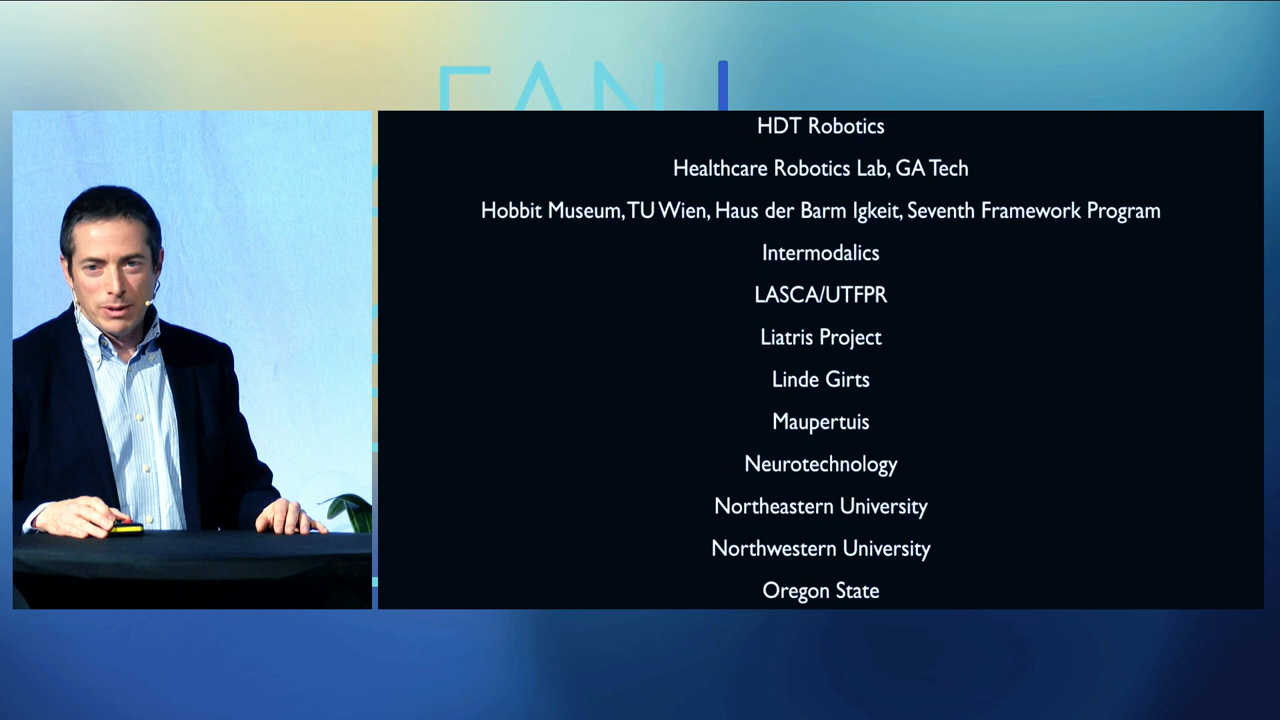 HDT Robotics
Healthcare Robotics Lab, GA Tech
Hobbit Museum, TU Wien, Haus der Barm Igkeit, Seventh Framework Program
Intermodalics
LASCA/UTFPR
Liatris Project
Linde Girts
Maupertuis
Neurotechnology
Northeastern University
Northwestern University
Oregon State